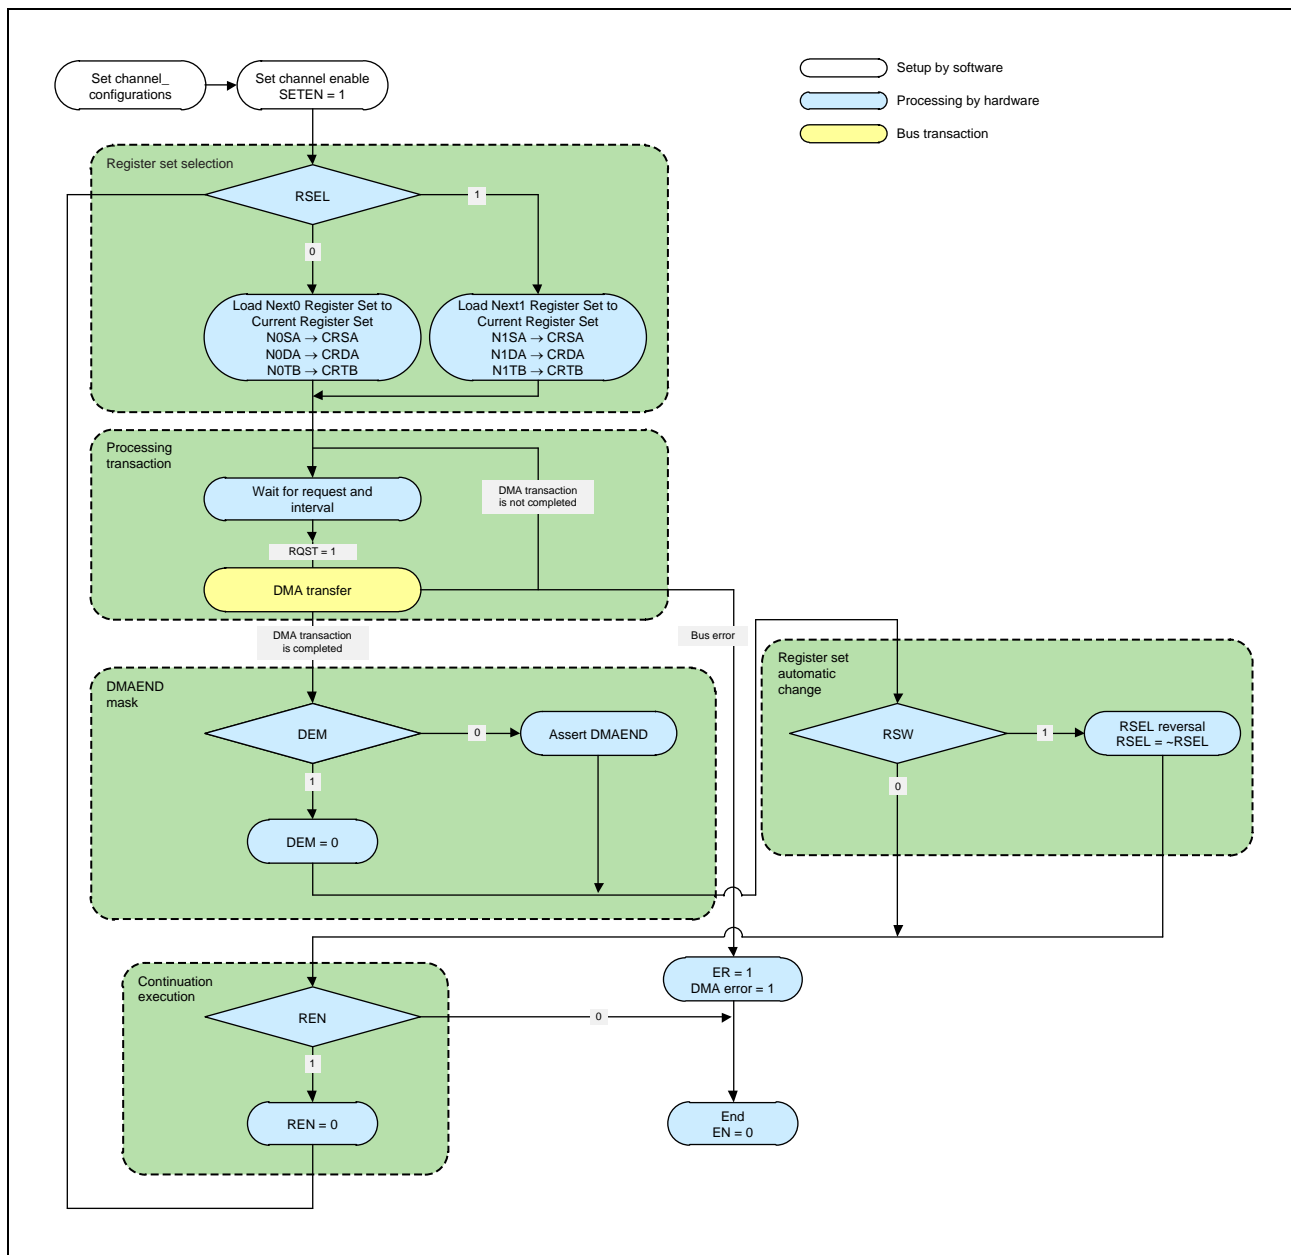 Set channel_
configurations
Set channel enable
SETEN = 1
Setup by software
Processing by hardware
Bus transaction
Register set selection
RSEL
1
0
Load Next0 Register Set to
Current Register Set
N0SA → CRSA
N0DA → CRDA
N0TB → CRTB
Load Next1 Register Set to
Current Register Set
N1SA → CRSA
N1DA → CRDA
N1TB → CRTB
Processing
transaction
Wait for request and
interval
DMA transaction
is not completed
RQST = 1
DMA transfer
DMA transaction
is completed
Bus error
DMAEND
mask
DEM
0
Assert DMAEND
1
DEM = 0
Register set
automatic
change
RSW
1
RSEL reversal
RSEL = ~RSEL
0
Continuation
execution
REN
0
1
REN = 0
ER = 1
DMA error = 1
End
EN = 0